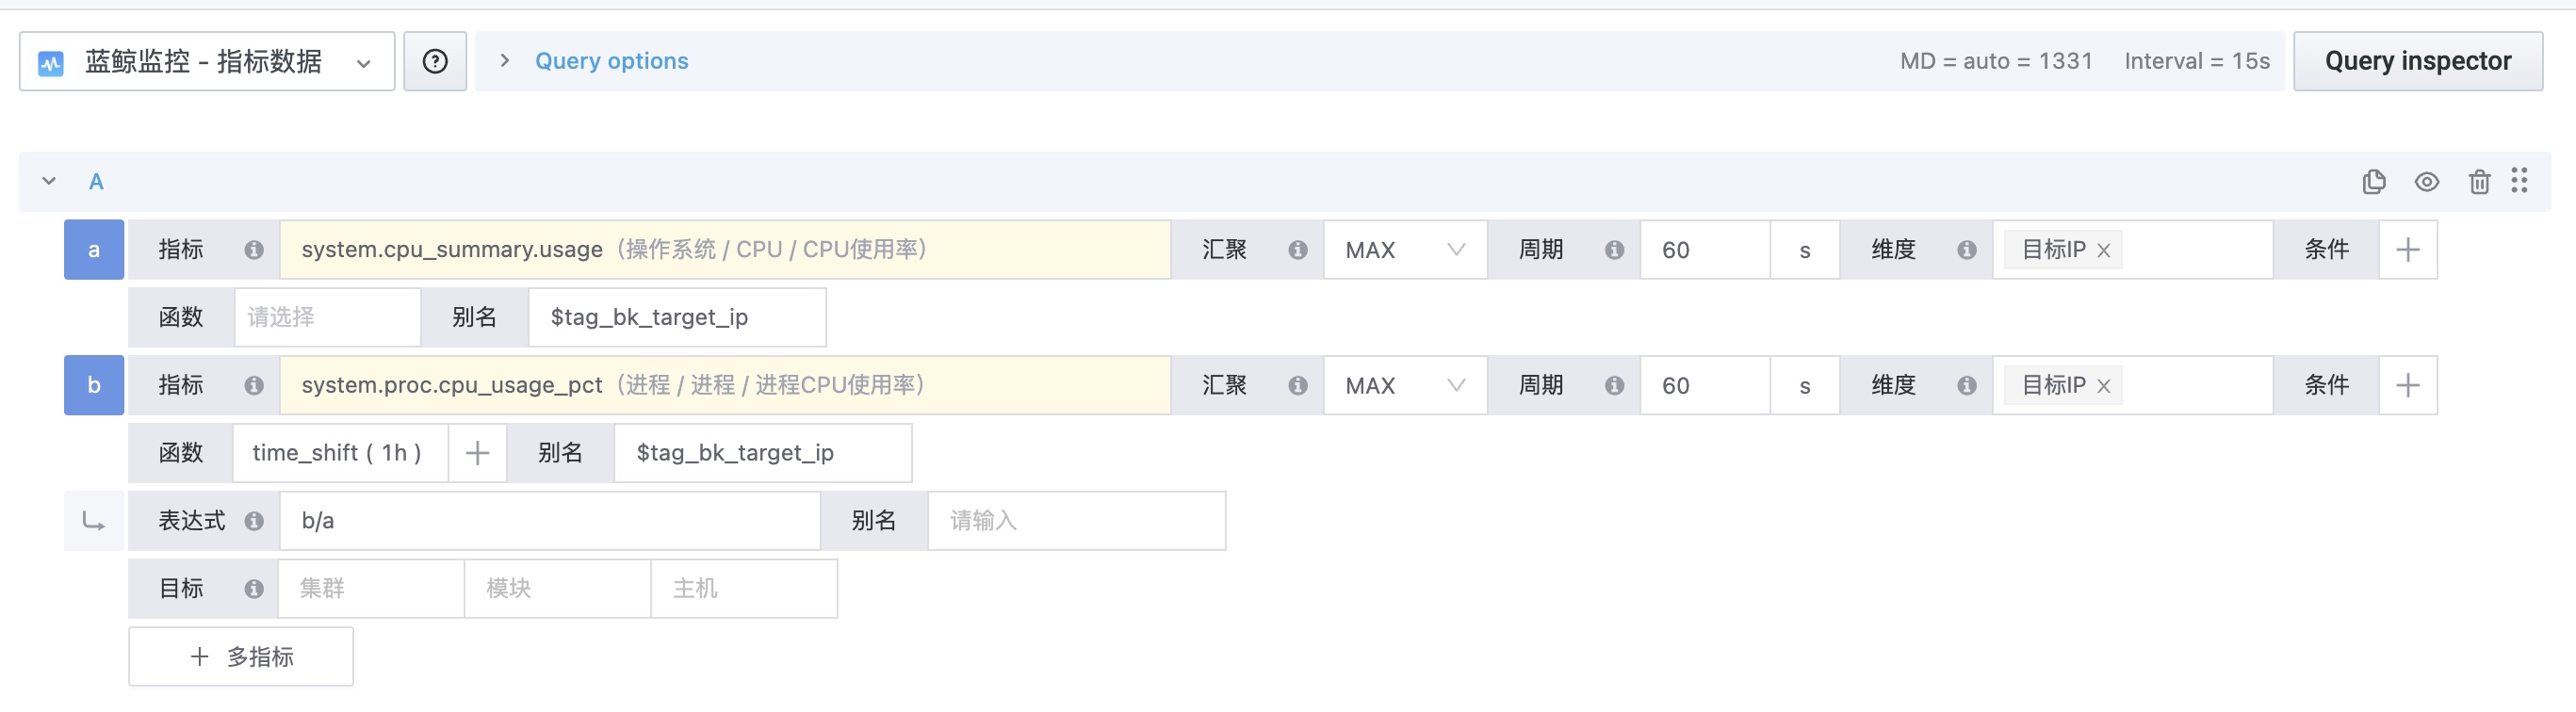 蓝鲸监控 - 指标数据 Query options MD = auto = 1331 Interval = 15s Query inspector
A
a 指标 system.cpu_summary.usage（操作系统 / CPU / CPU使用率） 汇聚 MAX 周期 60 s 维度 目标IP 条件
函数 请选择 别名 $tag_bk_target_ip
b 指标 system.proc.cpu_usage_pct（进程 / 进程 / 进程CPU使用率） 汇聚 MAX 周期 60 s 维度 目标IP 条件
函数 time_shift ( 1h ) 别名 $tag_bk_target_ip
表达式 b/a 别名 请输入
目标 集群 模块 主机
多指标